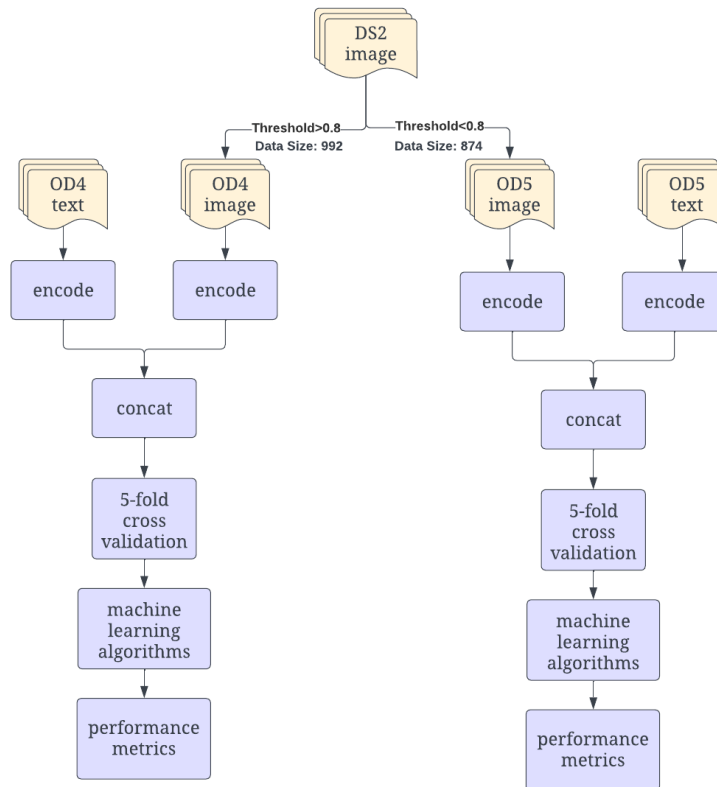 DS2
image
Threshold>0.8
Data Size: 992
Threshold<0.8
Data Size: 874
OD4
text
OD4
image
OD5
image
OD5
text
encode
encode
encode
encode
concat
concat
5-fold
cross
validation
5-fold
cross
validation
machine
learning
algorithms
machine
learning
algorithms
performance
metrics
performance
metrics